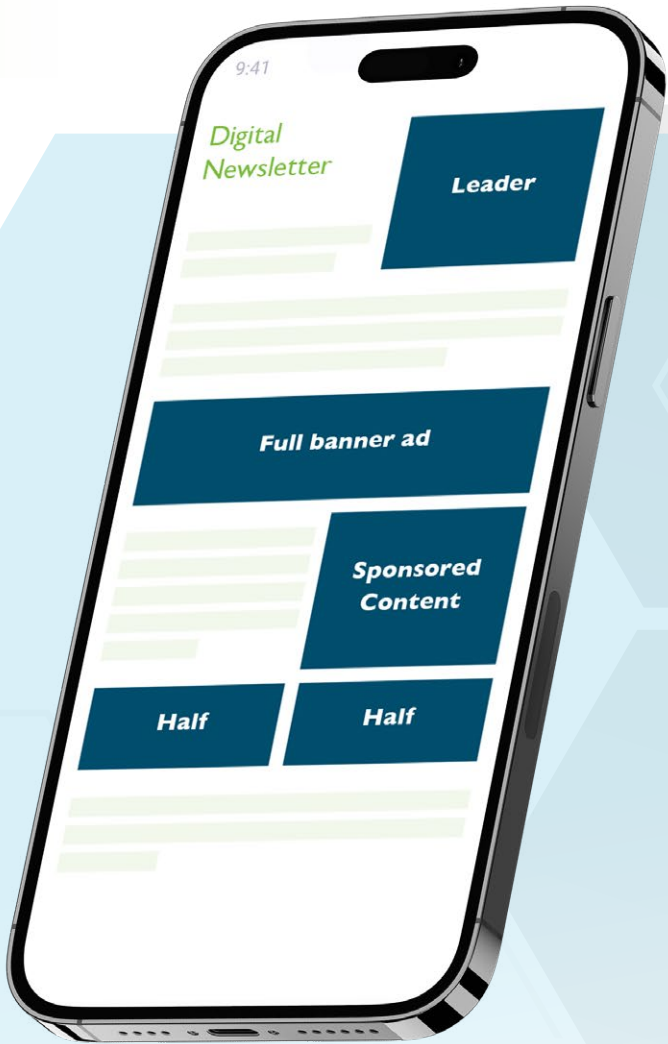 9:41
Digital
Newsletter
Leader
Full banner ad
Sponsored
Content
Half
Half